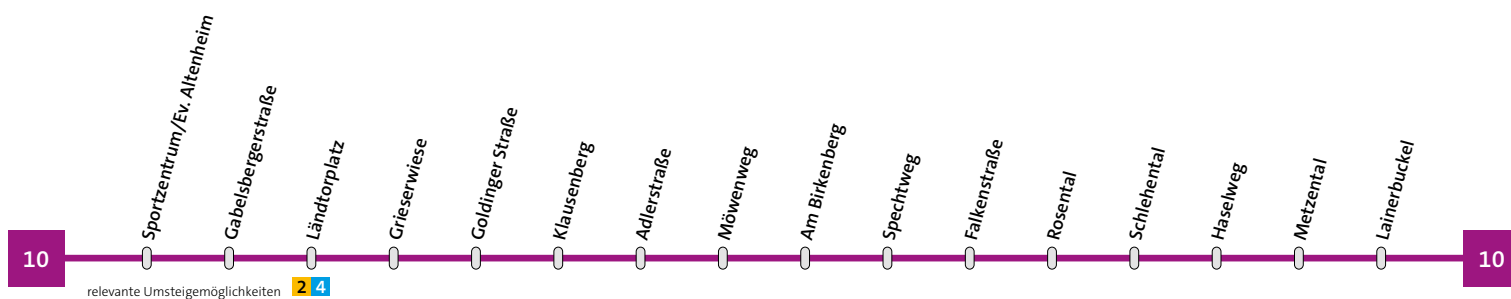 Sportzentrum/Ev. Altenheim
Gabelsbergerstraße
Ländtorplatz
Grieserwiese
Goldinger Straße
Klausenberg
Adlerstraße
Möwenweg
Am Birkenberg
Spechtweg
Falkenstraße
Rosental
Schlehental
Haselweg
Metzental
Lainerbuckel
10
10
relevante Umsteigemöglichkeiten 2 4